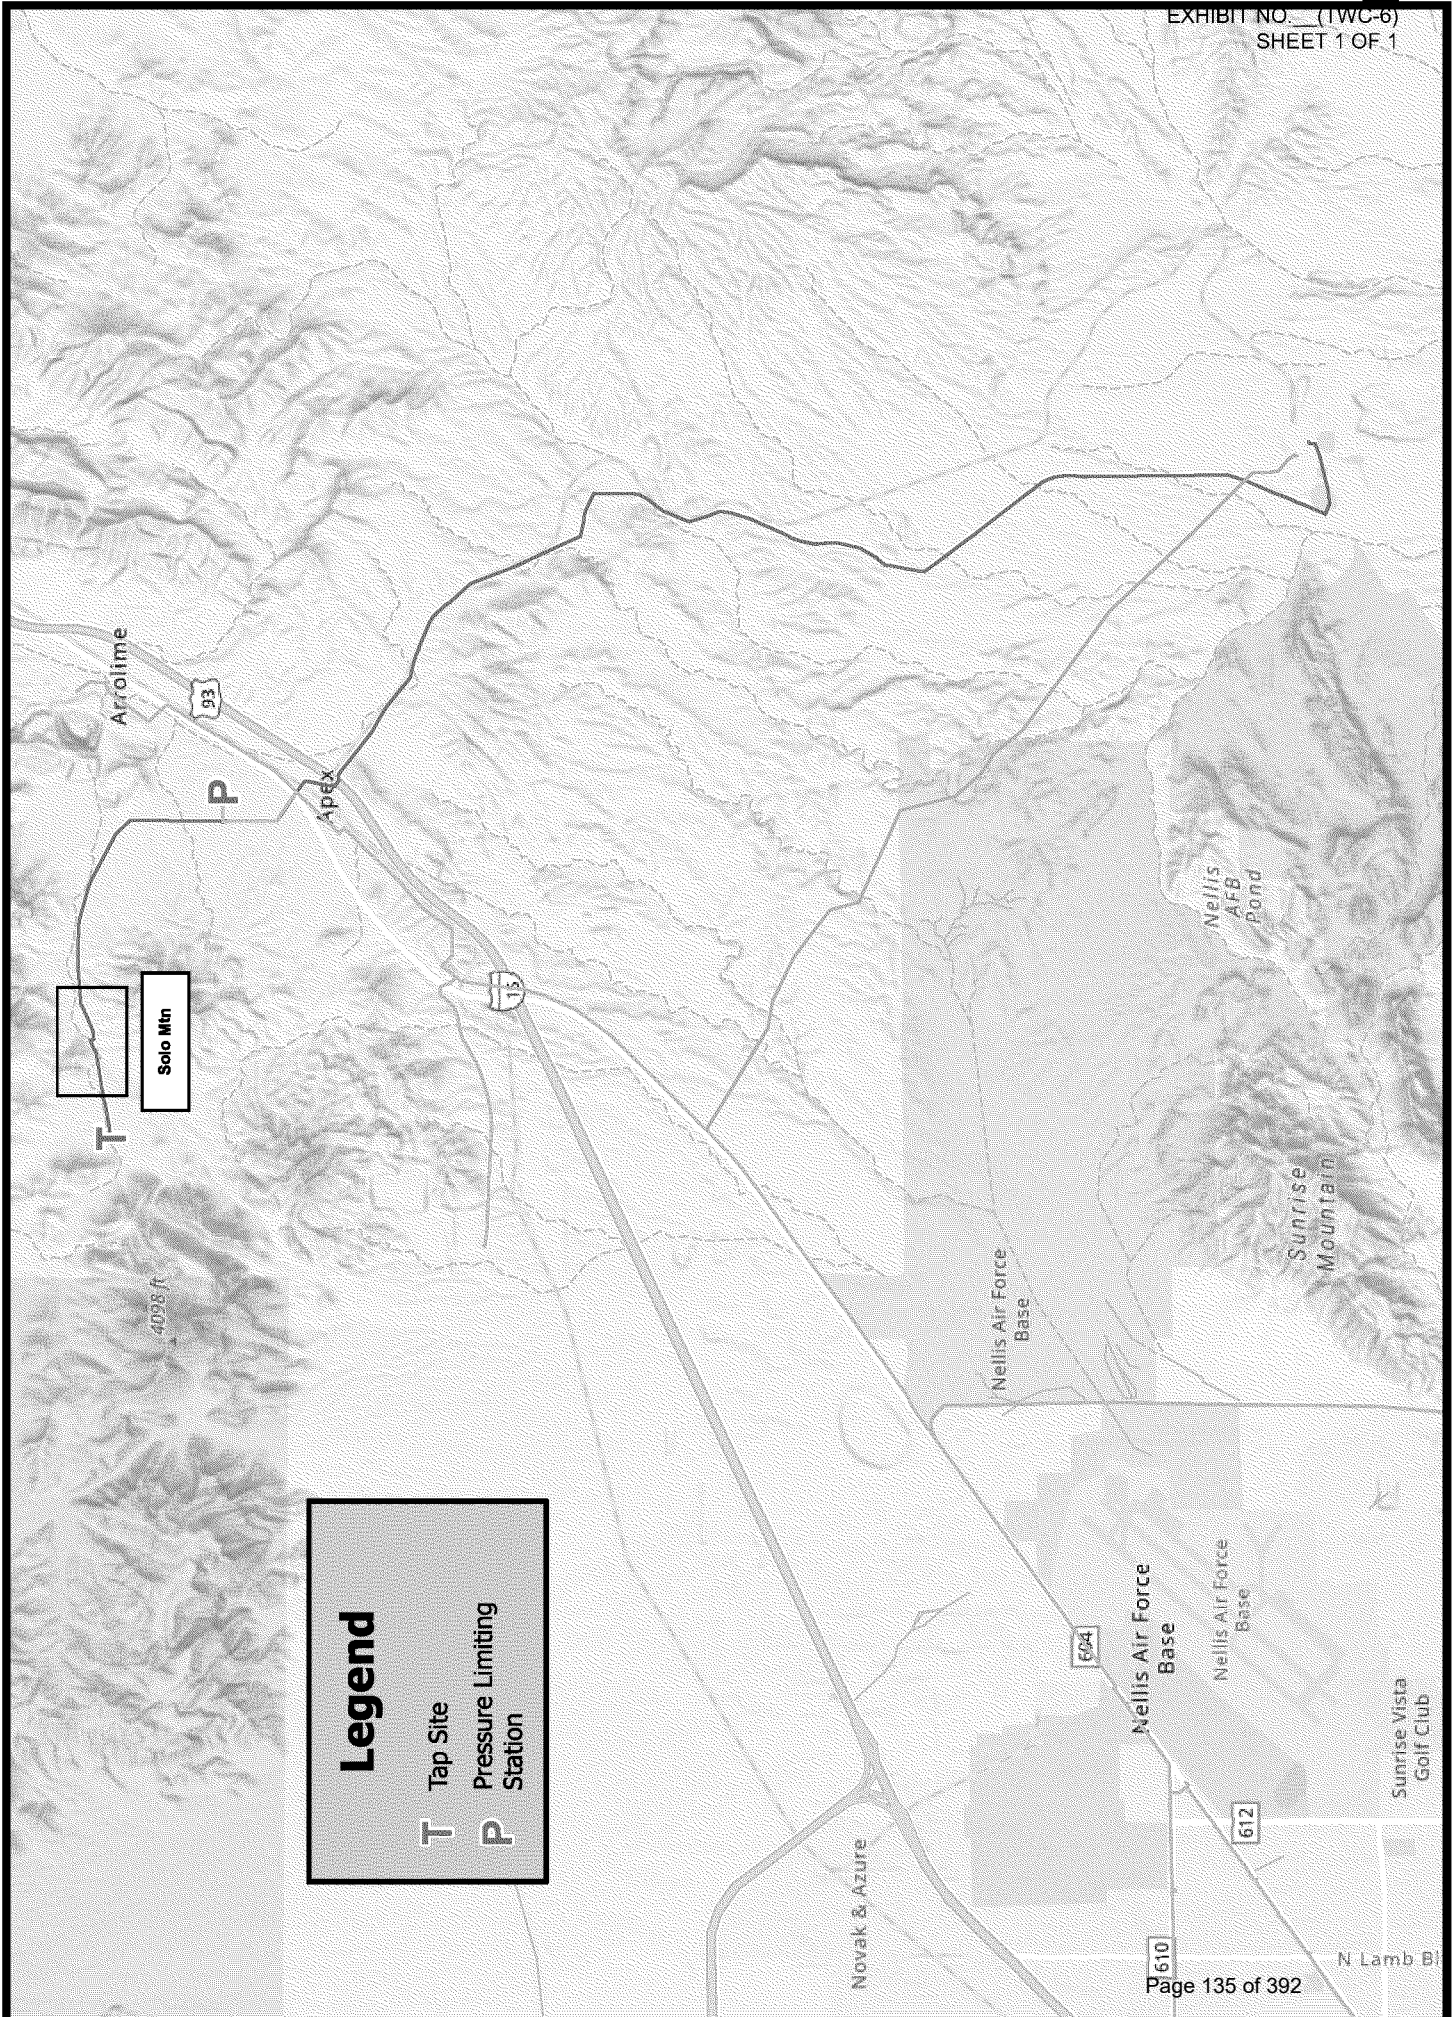 EXHIBIT NO.__(TWC-6)
SHEET 1 OF 1
Arrolime
93
P
Apex
Solo Mtn
T
15
Nellis
AFB
Pond
Sunrise
Mountain
4098 ft
Nellis Air Force
Base
Legend
T Tap Site
P Pressure Limiting
Station
604
Nellis Air Force
Base
Nellis Air Force
Base
Sunrise Vista
Golf Club
612
Novak & Azure
610
N Lamb Bl
Page 135 of 392